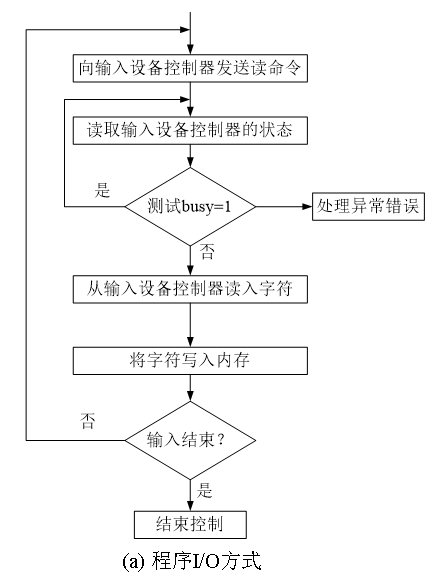 向输入设备控制器发送读命令
读取输入设备控制器的状态
是
测试busy=1
处理异常错误
否
从输入设备控制器读入字符
将字符写入内存
否
输入结束?
是
结束控制
(a) 程序I/O方式